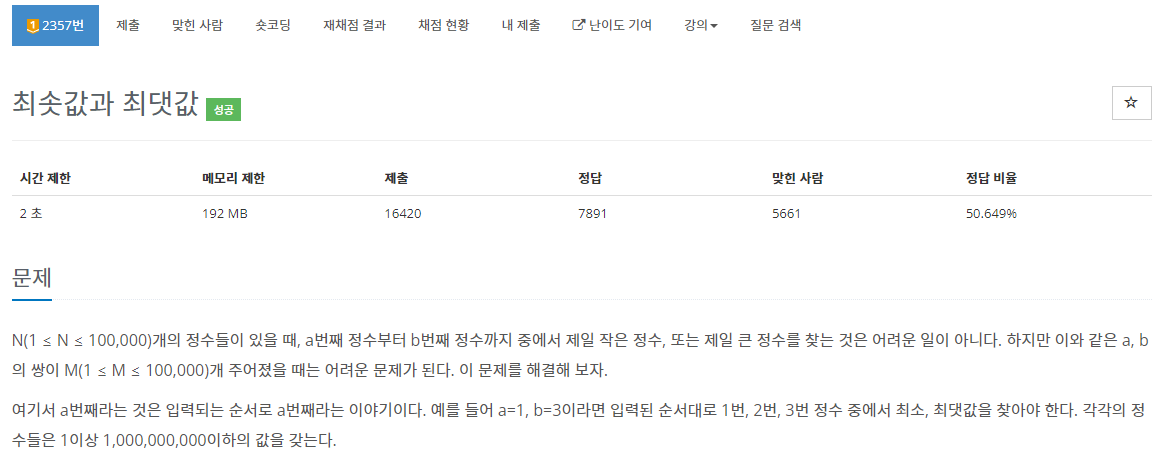 1 2357번 제출 맞힌 사람 숏코딩 재채점 결과 채점 현황 내 제출 난이도 기여 강의 질문 검색
최솟값과 최댓값 성공
시간 제한 메모리 제한 제출 정답 맞힌 사람 정답 비율
2 초 192 MB 16420 7891 5661 50.649%
문제
N(1 ≤ N ≤ 100,000)개의 정수들이 있을 때, a번째 정수부터 b번째 정수까지 중에서 제일 작은 정수, 또는 제일 큰 정수를 찾는 것은 어려운 일이 아니다. 하지만 이와 같은 a, b
의 쌍이 M(1 ≤ M ≤ 100,000)개 주어졌을 때는 어려운 문제가 된다. 이 문제를 해결해 보자.
여기서 a번째라는 것은 입력되는 순서로 a번째라는 이야기이다. 예를 들어 a=1, b=3이라면 입력된 순서대로 1번, 2번, 3번 정수 중에서 최소, 최댓값을 찾아야 한다. 각각의 정
수들은 1이상 1,000,000,000이하의 값을 갖는다.